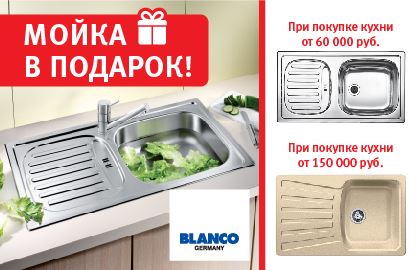 МОЙКА
В ПОДАРОК!
BLANCO
GERMANY
При покупке кухни
от 60 000 руб.
При покупке кухни
от 150 000 руб.